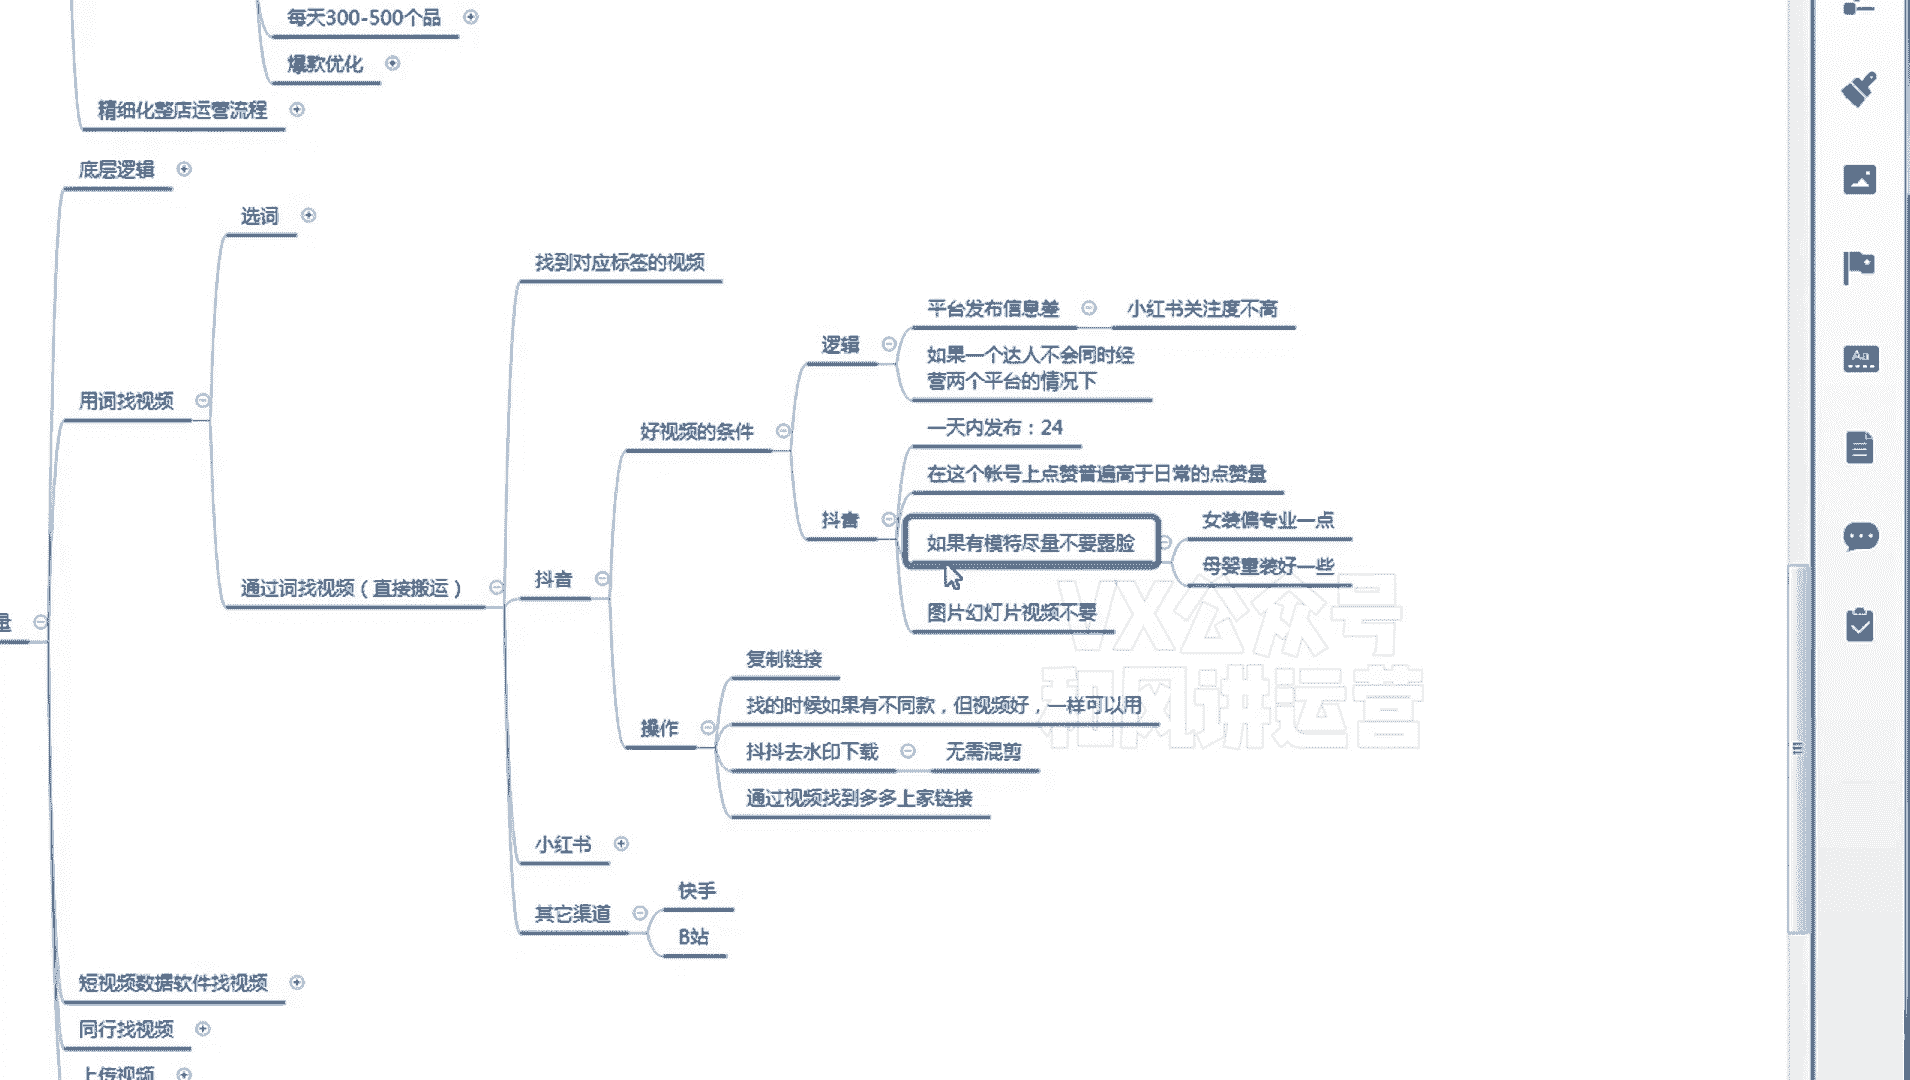 每天300-500个品
爆款优化
精细化整店运营流程
底层逻辑
选词
找到对应标签的视频
平台发布信息差
小红书关注度不高
逻辑
如果一个达人不会同时经
营两个平台的情况下
用词找视频
好视频的条件
一天内发布：24
在这个帐号上点赞普遍高于日常的点赞量
抖音
女装偏专业一点
如果有模特尽量不要露脸
母婴童装好一些
抖音
通过词找视频（直接搬运）
图片幻灯片视频不要
VX公众号
量
复制链接
和风讲运营
找的时候如果有不同款，但视频好，一样可以用
操作
抖抖去水印下载
无需混剪
通过视频找到多多上家链接
小红书
快手
其它渠道
B站
短视频数据软件找视频
同行找视频
上传视频
Aa